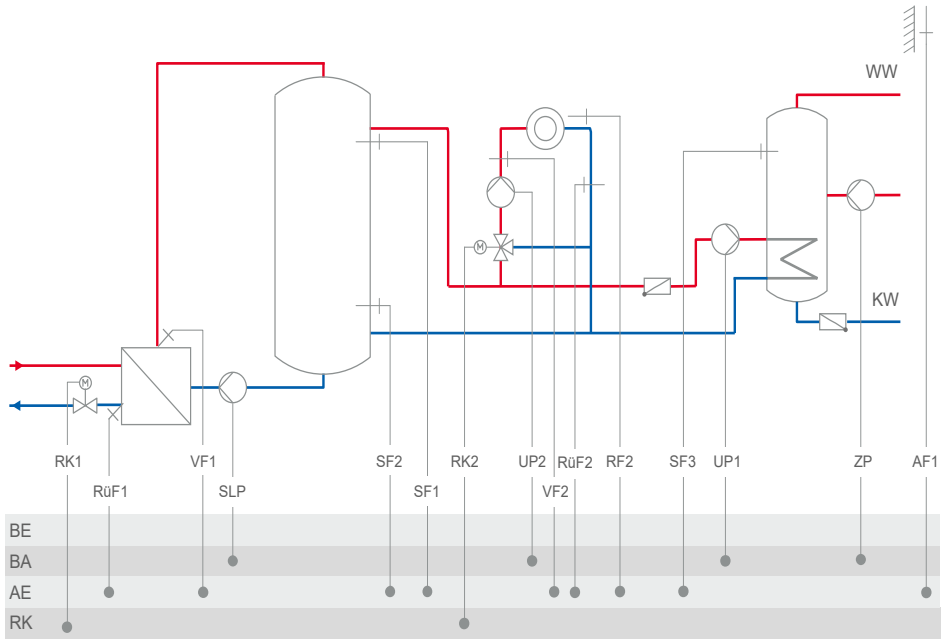 WW
KW
M
M
RK1
VF1
SF2
RK2
UP2
RüF2
RF2
SF3
UP1
ZP
AF1
RüF1
SLP
SF1
VF2
BE
BA
AE
RK